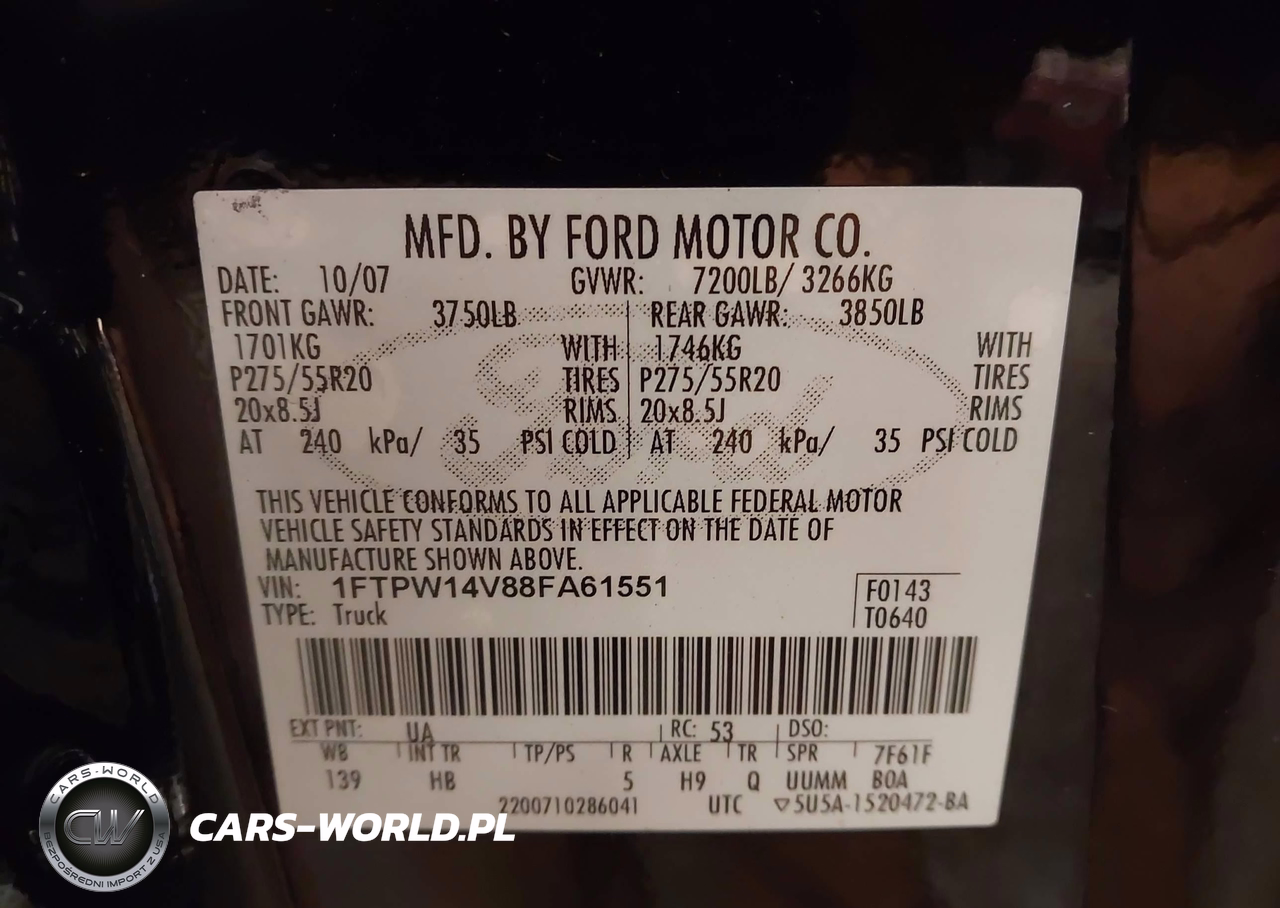 MFD. BY FORD MOTOR CO.
DATE: 10/07 GVWR: 7200LB/ 3266KG
FRONT GAWR: 3750LB REAR GAWR: 3850LB
1701KG WITH 1746KG WITH
P275/55R20 TIRES P275/55R20 TIRES
20x8.5J RIMS 20x8.5J RIMS
AT 240 kPa/ 35 PSI COLD AT 240 kPa/ 35 PSI COLD
Ford
THIS VEHICLE CONFORMS TO ALL APPLICABLE FEDERAL MOTOR
VEHICLE SAFETY STANDARDS IN EFFECT ON THE DATE OF
MANUFACTURE SHOWN ABOVE.
VIN: 1FTPW14V88FA61551 F0143
TYPE: Truck T0640
EXT PNT: UA RC: 53 DSO:
WB INT TR TP/PS R AXLE TR SPR 7F61F
139 HB 5 H9 Q UUMM BOA
2200710286041 UTC ▽5U5A-1520472-BA
CARS-WORLD
CW
BEZPOŚREDNI IMPORT Z USA
CARS-WORLD.PL